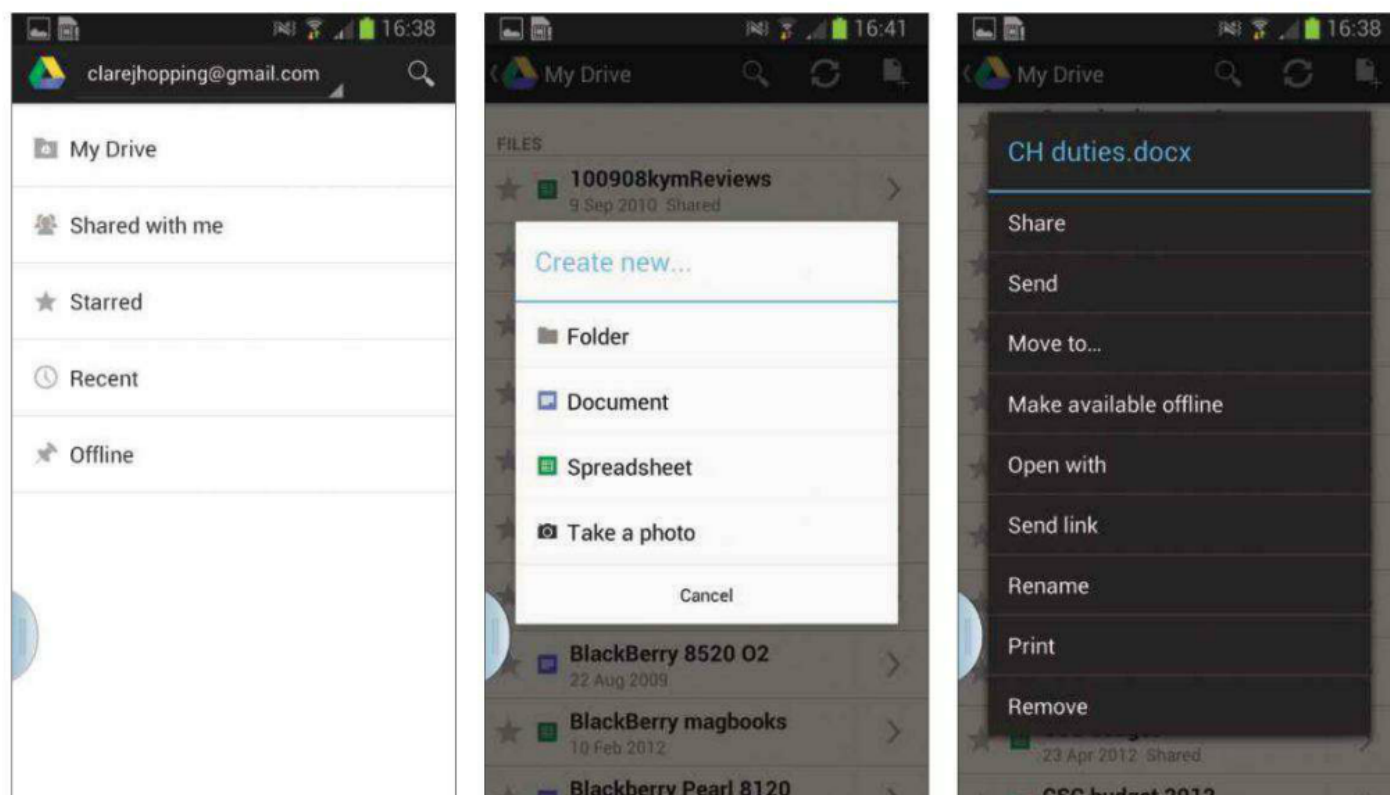 16:38
clarejhopping@gmail.com
My Drive
Shared with me
Starred
Recent
Offline
16:41
My Drive
FILES
100908kymReviews
9 Sep 2010 Shared
Create new...
Folder
Document
Spreadsheet
Take a photo
Cancel
BlackBerry 8520 O2
22 Aug 2009
BlackBerry magbooks
10 Feb 2012
Blackberry Pearl 8120
16:38
My Drive
CH duties.docx
Share
Send
Move to...
Make available offline
Open with
Send link
Rename
Print
Remove
23 Apr 2012 Shared
CSC budget 2012